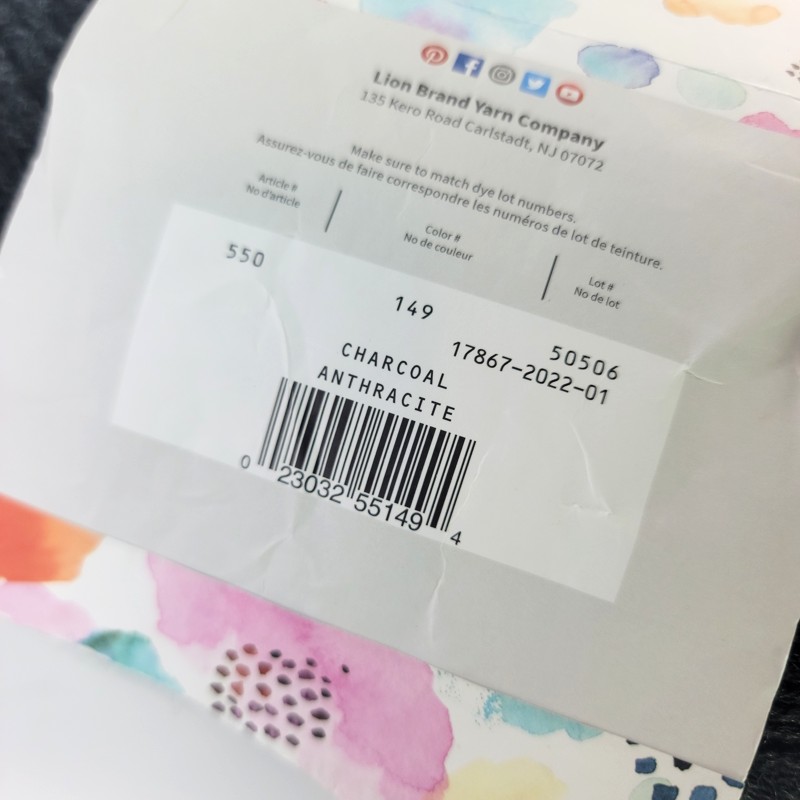 Lion Brand Yarn Company
135 Kero Road Carlstadt, NJ 07072
Make sure to match dye lot numbers.
Assurez-vous de faire correspondre les numéros de lot de teinture.
Article #
No d'article
Color #
No de couleur
Lot #
No de lot
550
149
50506
17867-2022-01
CHARCOAL
ANTHRACITE
0 23032 55149 4